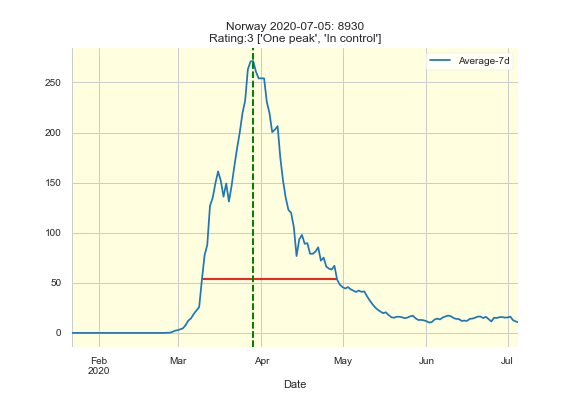 Norway 2020-07-05: 8930
Rating:3 ['One peak', 'In control']
Average-7d
250
200
150
100
50
0
Feb
2020
Mar
Apr
May
Jun
Jul
Date